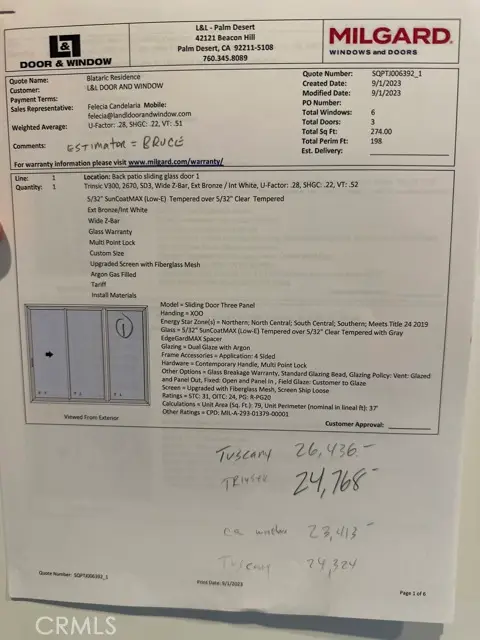 L&L
DOOR & WINDOW
L&L - Palm Desert
42121 Beacon Hill
Palm Desert, CA 92211-5108
760.345.8089
MILGARD.
WINDOWS and DOORS
Quote Name: Blataric Residence
Customer: L&L DOOR AND WINDOW
Payment Terms:
Sales Representative: Felecia Candelaria Mobile:
felecia@landldoorandwindow.com
Weighted Average: U-Factor: .28, SHGC: .22, VT: .51
Comments: ESTIMATOR = BRUCE
For warranty information please visit www.milgard.com/warranty/
Quote Number: SQPTJ006392_1
Created Date: 9/1/2023
Modified Date: 9/1/2023
PO Number:
Total Windows: 6
Total Doors: 3
Total Sq Ft: 274.00
Total Perim Ft: 198
Est. Delivery:
Line: 1 Location: Back patio sliding glass door 1
Quantity: 1 Trinsic V300, 2670, SD3, Wide Z-Bar, Ext Bronze / Int White, U-Factor: .28, SHGC: .22, VT: .52
5/32" SunCoatMAX (Low-E) Tempered over 5/32" Clear Tempered
Ext Bronze/Int White
Wide Z-Bar
Glass Warranty
Multi Point Lock
Custom Size
Upgraded Screen with Fiberglass Mesh
Argon Gas Filled
Tariff
Install Materials
1
Viewed From Exterior
Model = Sliding Door Three Panel
Handing = XOO
Energy Star Zone(s) = Northern; North Central; South Central; Southern; Meets Title 24 2019
Glass = 5/32" SunCoatMAX (Low-E) Tempered over 5/32" Clear Tempered with Gray
EdgeGardMAX Spacer
Glazing = Dual Glaze with Argon
Frame Accessories = Application: 4 Sided
Hardware = Contemporary Handle, Multi Point Lock
Other Options = Glass Breakage Warranty, Standard Glazing Bead, Glazing Policy: Vent: Glazed
and Panel Out, Fixed: Open and Panel In, Field Glaze: Customer to Glaze
Screen = Upgraded with Fiberglass Mesh, Screen Ship Loose
Ratings = STC: 31, OITC: 24, PG: R-PG20
Calculations = Unit Area (Sq. Ft.): 79, Unit Perimeter (nominal in lineal ft): 37'
Other Ratings = CPD: MIL-A-293-01379-00001
Customer Approval:
TUSCANY 26,436.-
24,768-
23,413-
Tuscany 24,324
Quote Number: SQPTJ006392_1
Print Date: 9/1/2023
Page 1 of 6
CRMLS